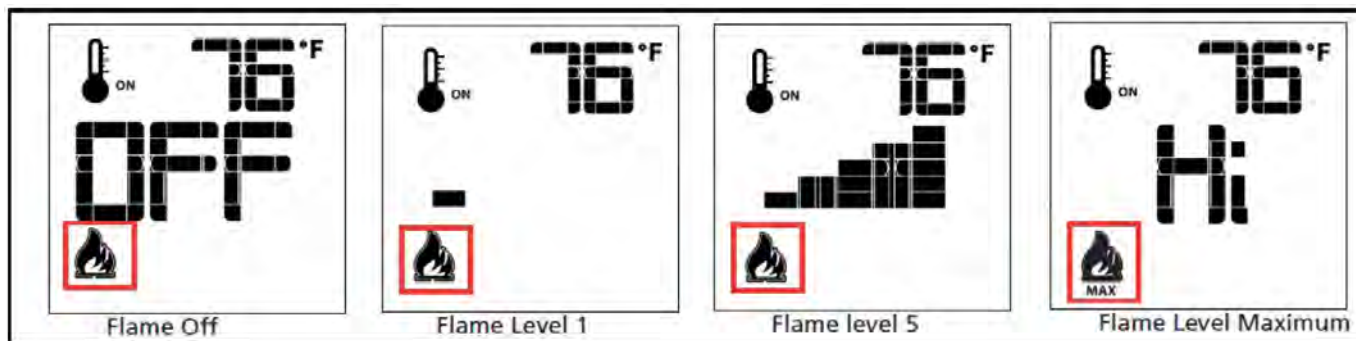 76 °F
ON
OFF
Flame Off
76 °F
ON
Flame Level 1
76 °F
ON
Flame level 5
76 °F
ON
Hi
MAX
Flame Level Maximum